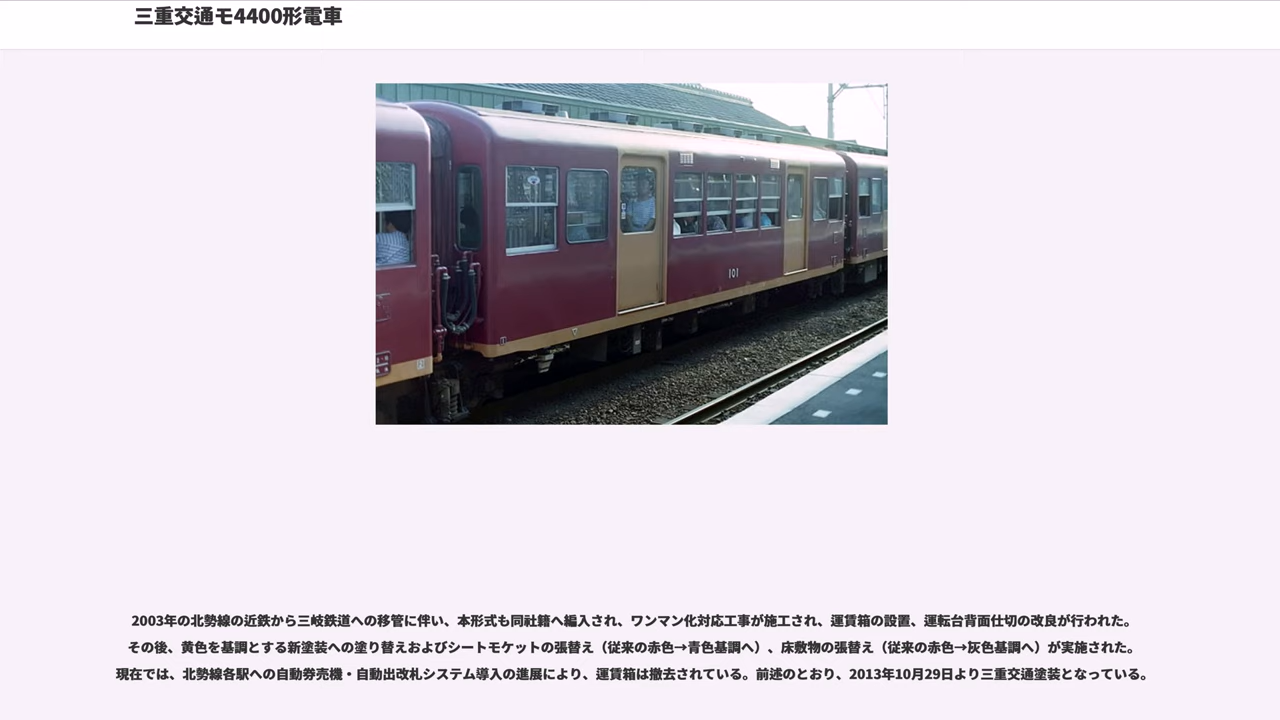 三重交通モ4400形電車
101
2003年の北勢線の近鉄から三岐鉄道への移管に伴い、本形式も同社籍へ編入され、ワンマン化対応工事が施工され、運賃箱の設置、運転台背面仕切の改良が行われた。
その後、黄色を基調とする新塗装への塗り替えおよびシートモケットの張替え（従来の赤色→青色基調へ）、床敷物の張替え（従来の赤色→灰色基調へ）が実施された。
現在では、北勢線各駅への自動券売機・自動出改札システム導入の進展により、運賃箱は撤去されている。前述のとおり、2013年10月29日より三重交通塗装となっている。